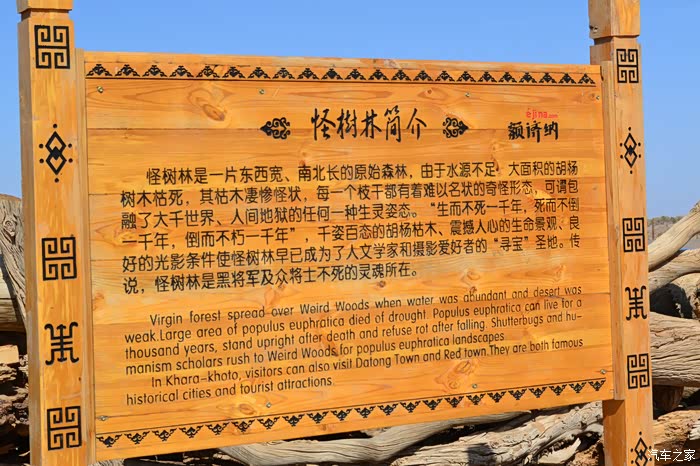 怪树林简介
ejina.com
额济纳
怪树林是一片东西宽、南北长的原始森林，由于水源不足，大面积的胡杨
树木枯死，其枯木凄惨怪状，每一个枝干都有着难以名状的奇怪形态，可谓包
融了大千世界、人间地狱的任何一种生灵姿态。“生而不死一千年，死而不倒
一千年，倒而不朽一千年”，千姿百态的胡杨枯木、震撼人心的生命景观、良
好的光影条件使怪树林早已成为了人文学家和摄影爱好者的“寻宝”圣地。传
说，怪树林是黑将军及众将士不死的灵魂所在。
Virgin forest spread over Weird Woods when water was abundant and desert was
weak.Large area of populus euphratica died of drought. Populus euphratica can live for a
thousand years, stand upright after death and refuse rot after falling. Shutterbugs and hu-
manism scholars rush to Weird Woods for populus euphratica landscapes.
In Khara-khoto, visitors can also visit Datong Town and Red town.They are both famous
historical cities and tourist attractions.
汽车之家